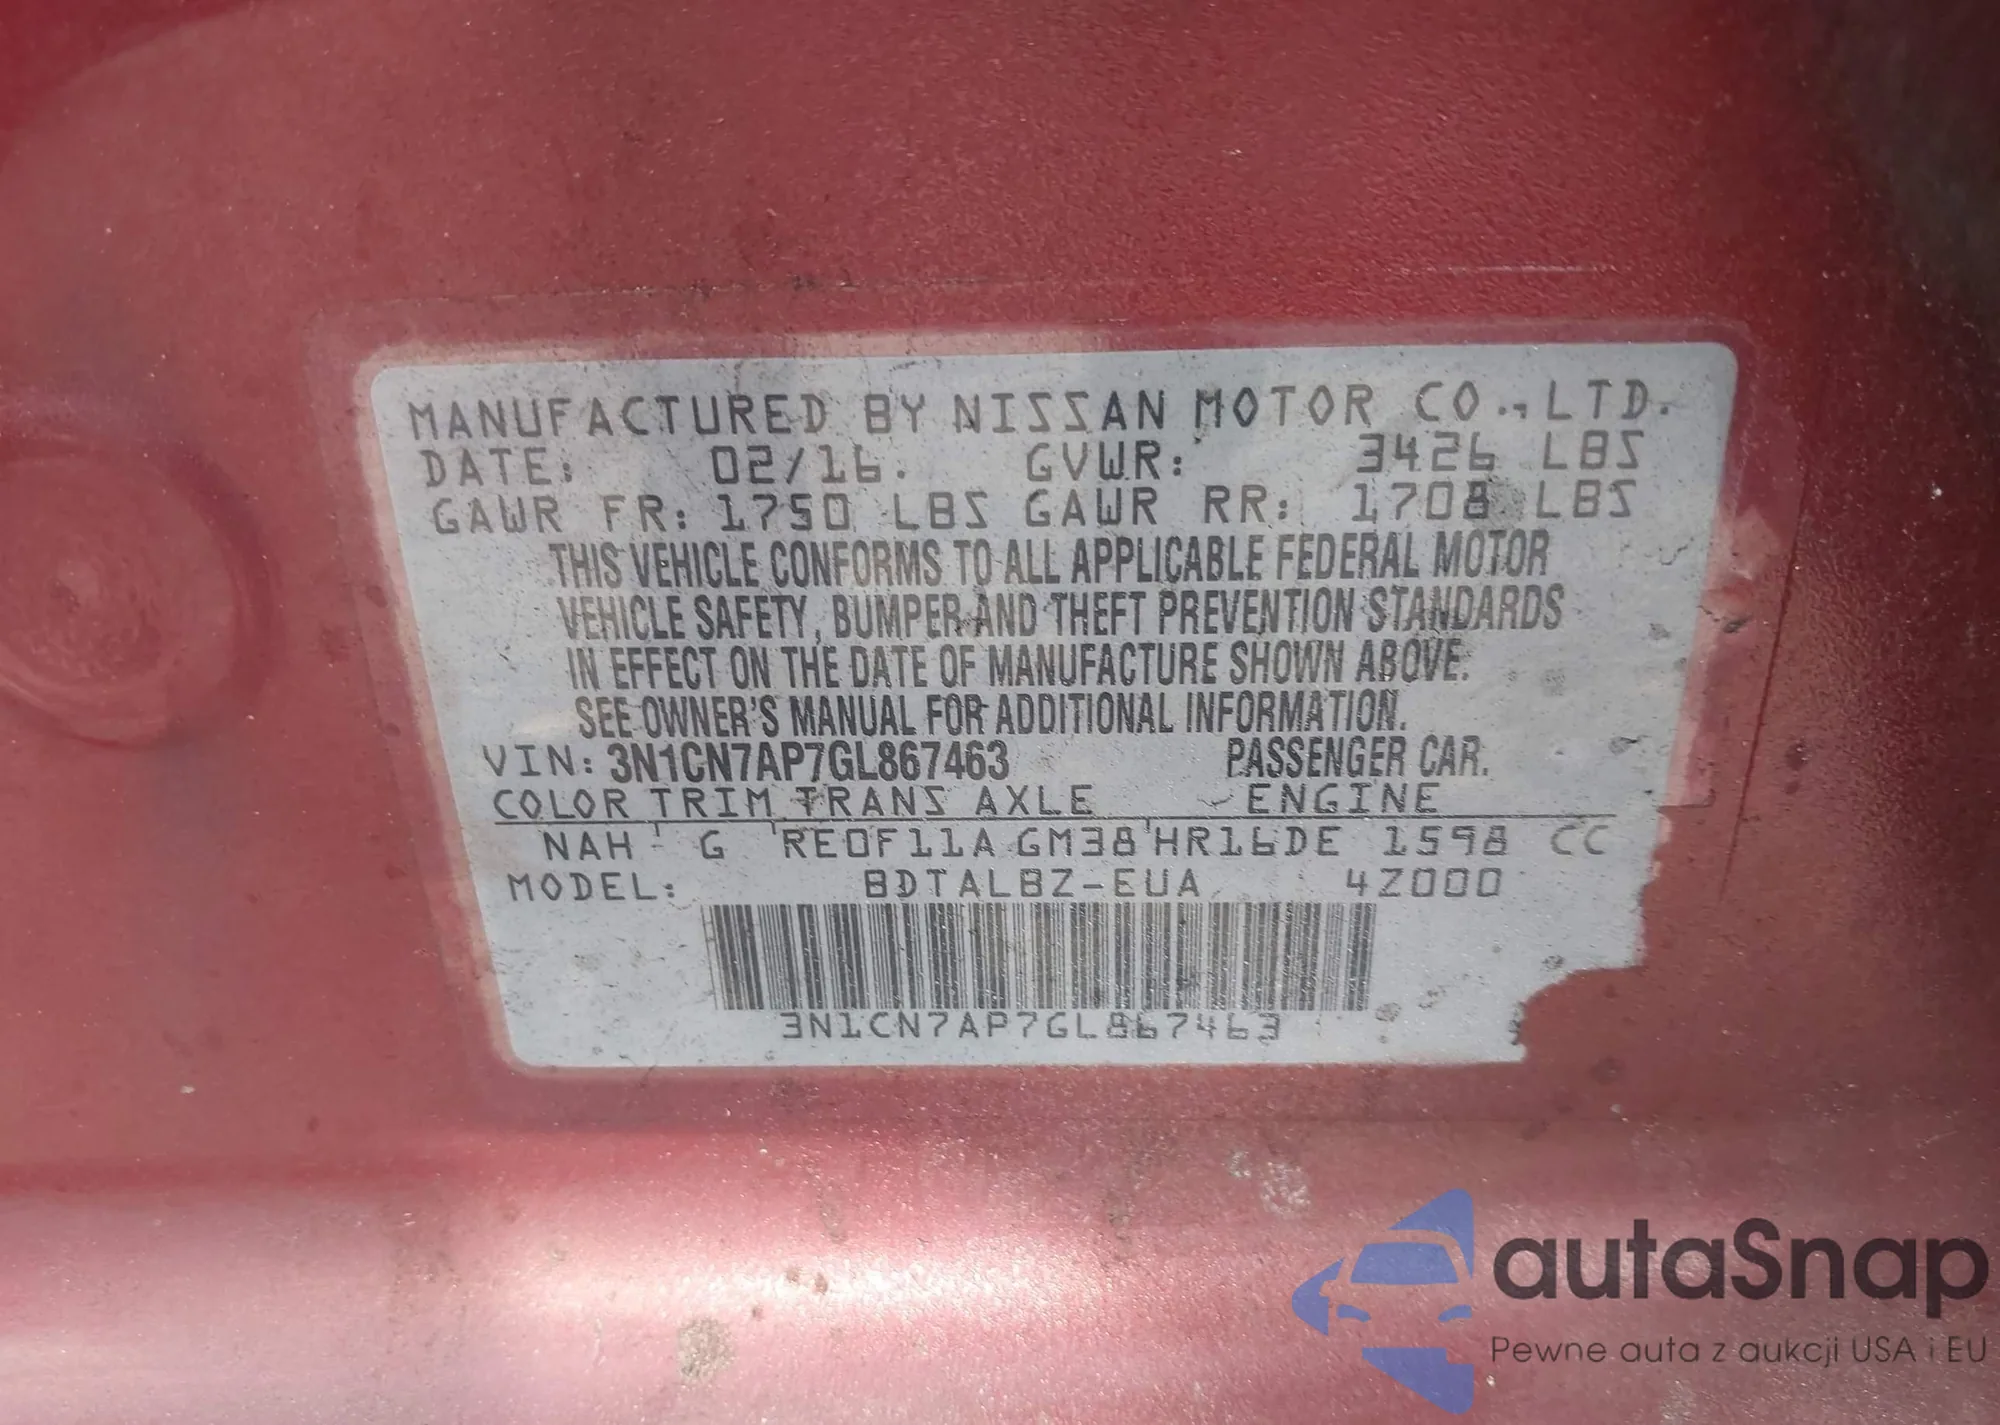 MANUFACTURED BY NISSAN MOTOR CO., LTD.
DATE: 02/16. GVWR: 3426 LBS
GAWR FR: 1750 LBS GAWR RR: 1708 LBS
THIS VEHICLE CONFORMS TO ALL APPLICABLE FEDERAL MOTOR
VEHICLE SAFETY, BUMPER AND THEFT PREVENTION STANDARDS
IN EFFECT ON THE DATE OF MANUFACTURE SHOWN ABOVE.
SEE OWNER'S MANUAL FOR ADDITIONAL INFORMATION.
VIN: 3N1CN7AP7GL867463 PASSENGER CAR.
COLOR TRIM TRANS AXLE ENGINE
NAH G RE0F11A GM38 HR16DE 1598 CC
MODEL: BDTALBZ-EUA 4Z000
3N1CN7AP7GL867463
autaSnap
Pewne auta z aukcji USA i EU